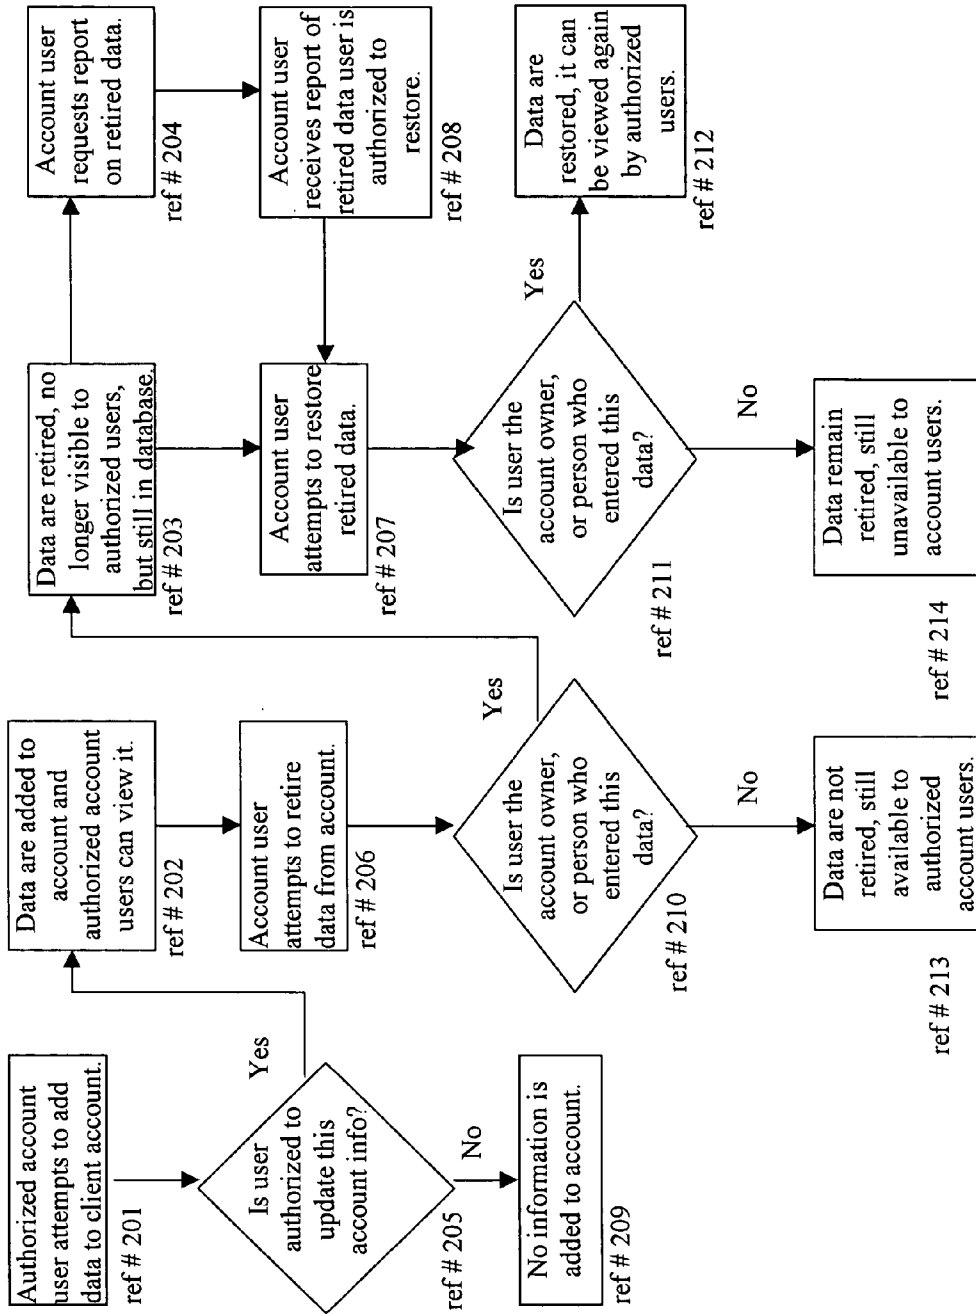 Authorized account
user attempts to add
data to client account.
ref # 201
Is user
authorized to
update this
account info?
ref # 205
Yes
No
No information is
added to account.
ref # 209
Data are added to
account and
authorized account
users can view it.
ref # 202
Account user
attempts to retire
data from account.
ref # 206
Is user the
account owner,
or person who
entered this
data?
ref # 210
Yes
No
Data are not
retired, still
available to
authorized
account users.
ref # 213
Data are retired, no
longer visible to
authorized users,
but still in database.
ref # 203
Account user
attempts to restore
retired data.
ref # 207
Is user the
account owner,
or person who
entered this
data?
ref # 211
Yes
No
Data remain
retired, still
unavailable to
account users.
ref # 214
Account user
requests report
on retired data.
ref # 204
Account user
receives report of
retired data user is
authorized to
restore.
ref # 208
Data are
restored, it can
be viewed again
by authorized
users.
ref # 212